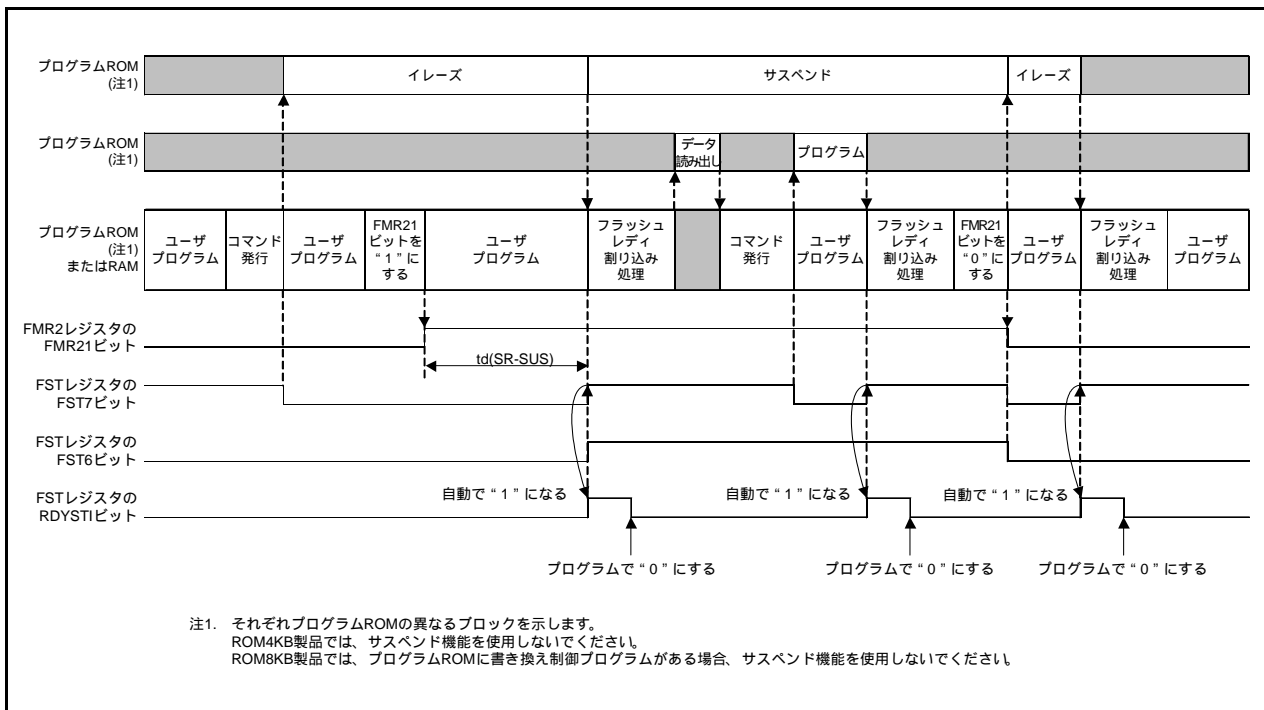 プログラムROM
(注1)
イレーズ
サスペンド
イレーズ
プログラムROM
(注1)
データ
読み出し
プログラム
プログラムROM
(注1)
またはRAM
ユーザ
プログラム
コマンド
発行
ユーザ
プログラム
FMR21
ビットを
“1”に
する
ユーザ
プログラム
フラッシュ
レディ
割り込み
処理
コマンド
発行
ユーザ
プログラム
フラッシュ
レディ
割り込み
処理
FMR21
ビットを
“0”に
する
ユーザ
プログラム
フラッシュ
レディ
割り込み
処理
ユーザ
プログラム
FMR2レジスタの
FMR21ビット
td(SR-SUS)
FSTレジスタの
FST7ビット
FSTレジスタの
FST6ビット
FSTレジスタの
RDYSTIビット
自動で“1”になる
自動で“1”になる
自動で“1”になる
プログラムで“0”にする
プログラムで“0”にする
プログラムで“0”にする
注1. それぞれプログラムROMの異なるブロックを示します。
ROM4KB製品では、サスペンド機能を使用しないでください。
ROM8KB製品では、プログラムROMに書き換え制御プログラムがある場合、サスペンド機能を使用しないでください。